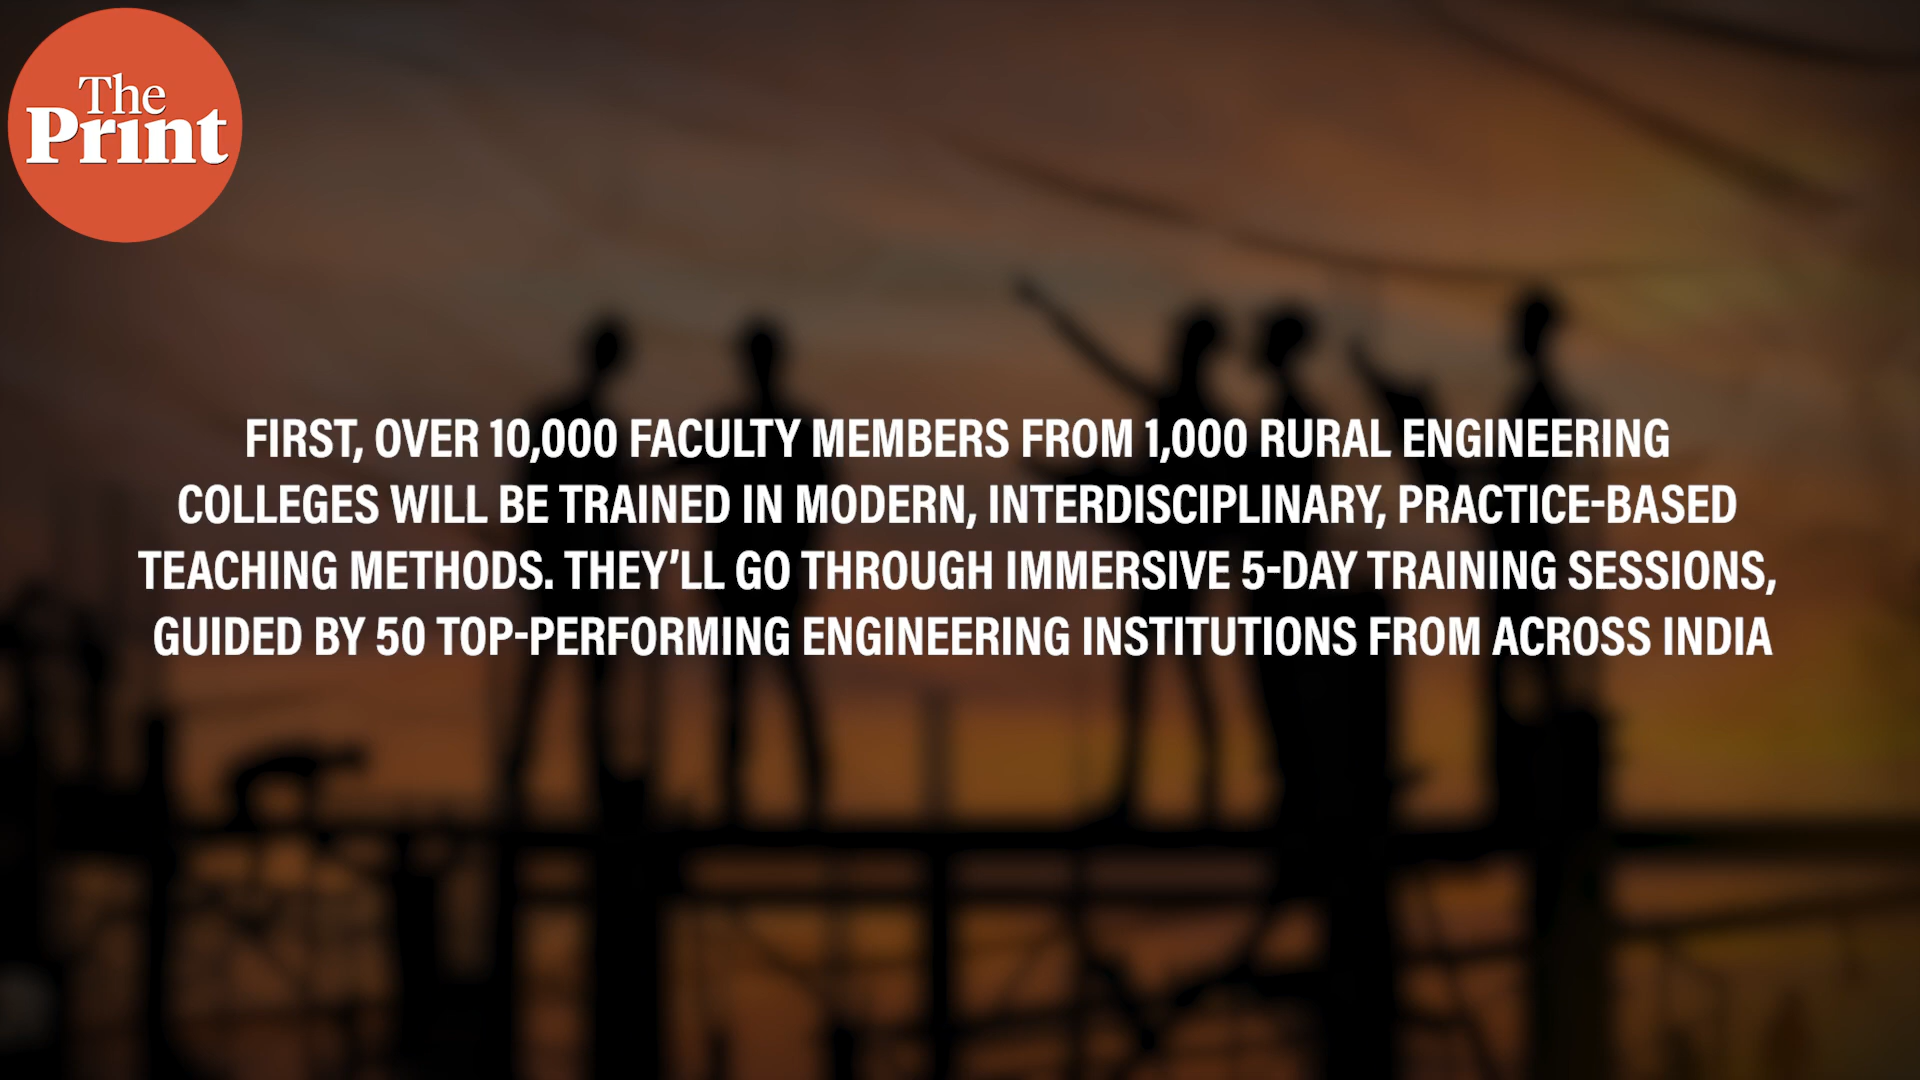 The
Print
FIRST, OVER 10,000 FACULTY MEMBERS FROM 1,000 RURAL ENGINEERING
COLLEGES WILL BE TRAINED IN MODERN, INTERDISCIPLINARY, PRACTICE-BASED
TEACHING METHODS. THEY’LL GO THROUGH IMMERSIVE 5-DAY TRAINING SESSIONS,
GUIDED BY 50 TOP-PERFORMING ENGINEERING INSTITUTIONS FROM ACROSS INDIA